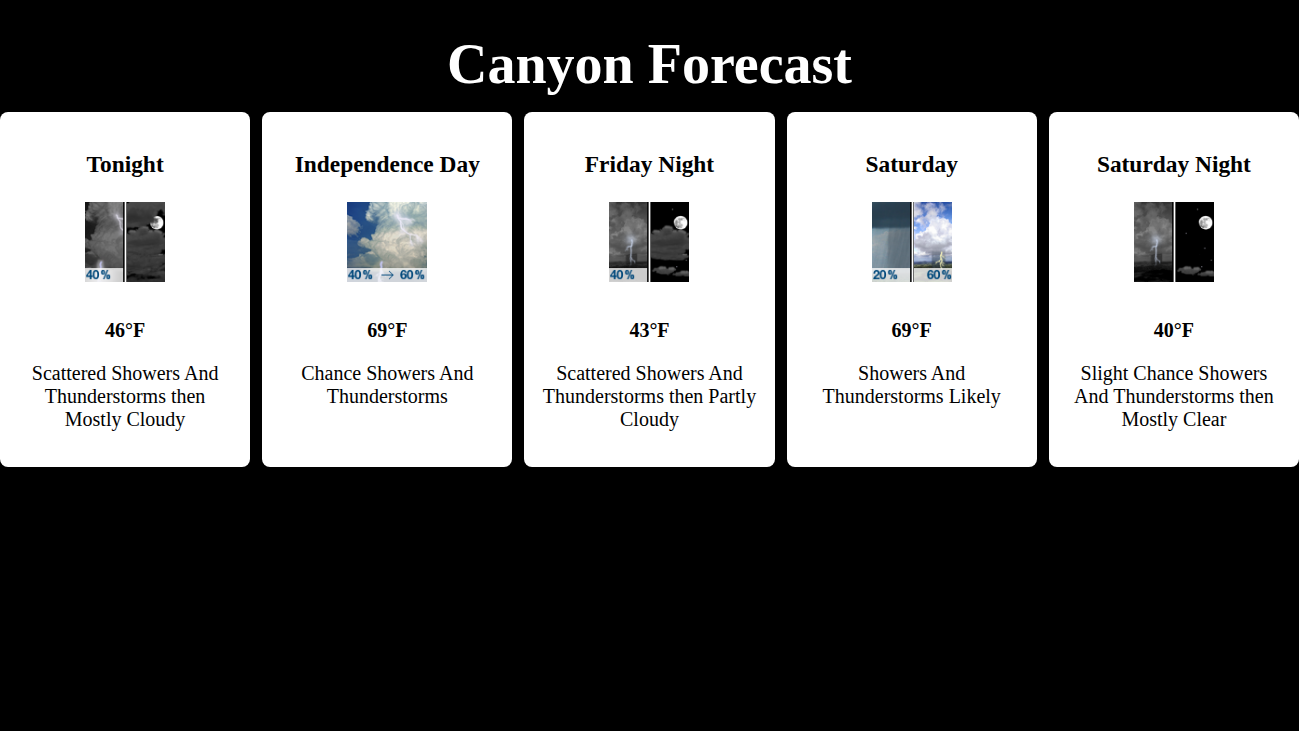 Canyon Forecast
Tonight
40%
46°F
Scattered Showers And
Thunderstorms then
Mostly Cloudy
Independence Day
40% → 60%
69°F
Chance Showers And
Thunderstorms
Friday Night
40%
43°F
Scattered Showers And
Thunderstorms then Partly
Cloudy
Saturday
20% 60%
69°F
Showers And
Thunderstorms Likely
Saturday Night
40°F
Slight Chance Showers
And Thunderstorms then
Mostly Clear